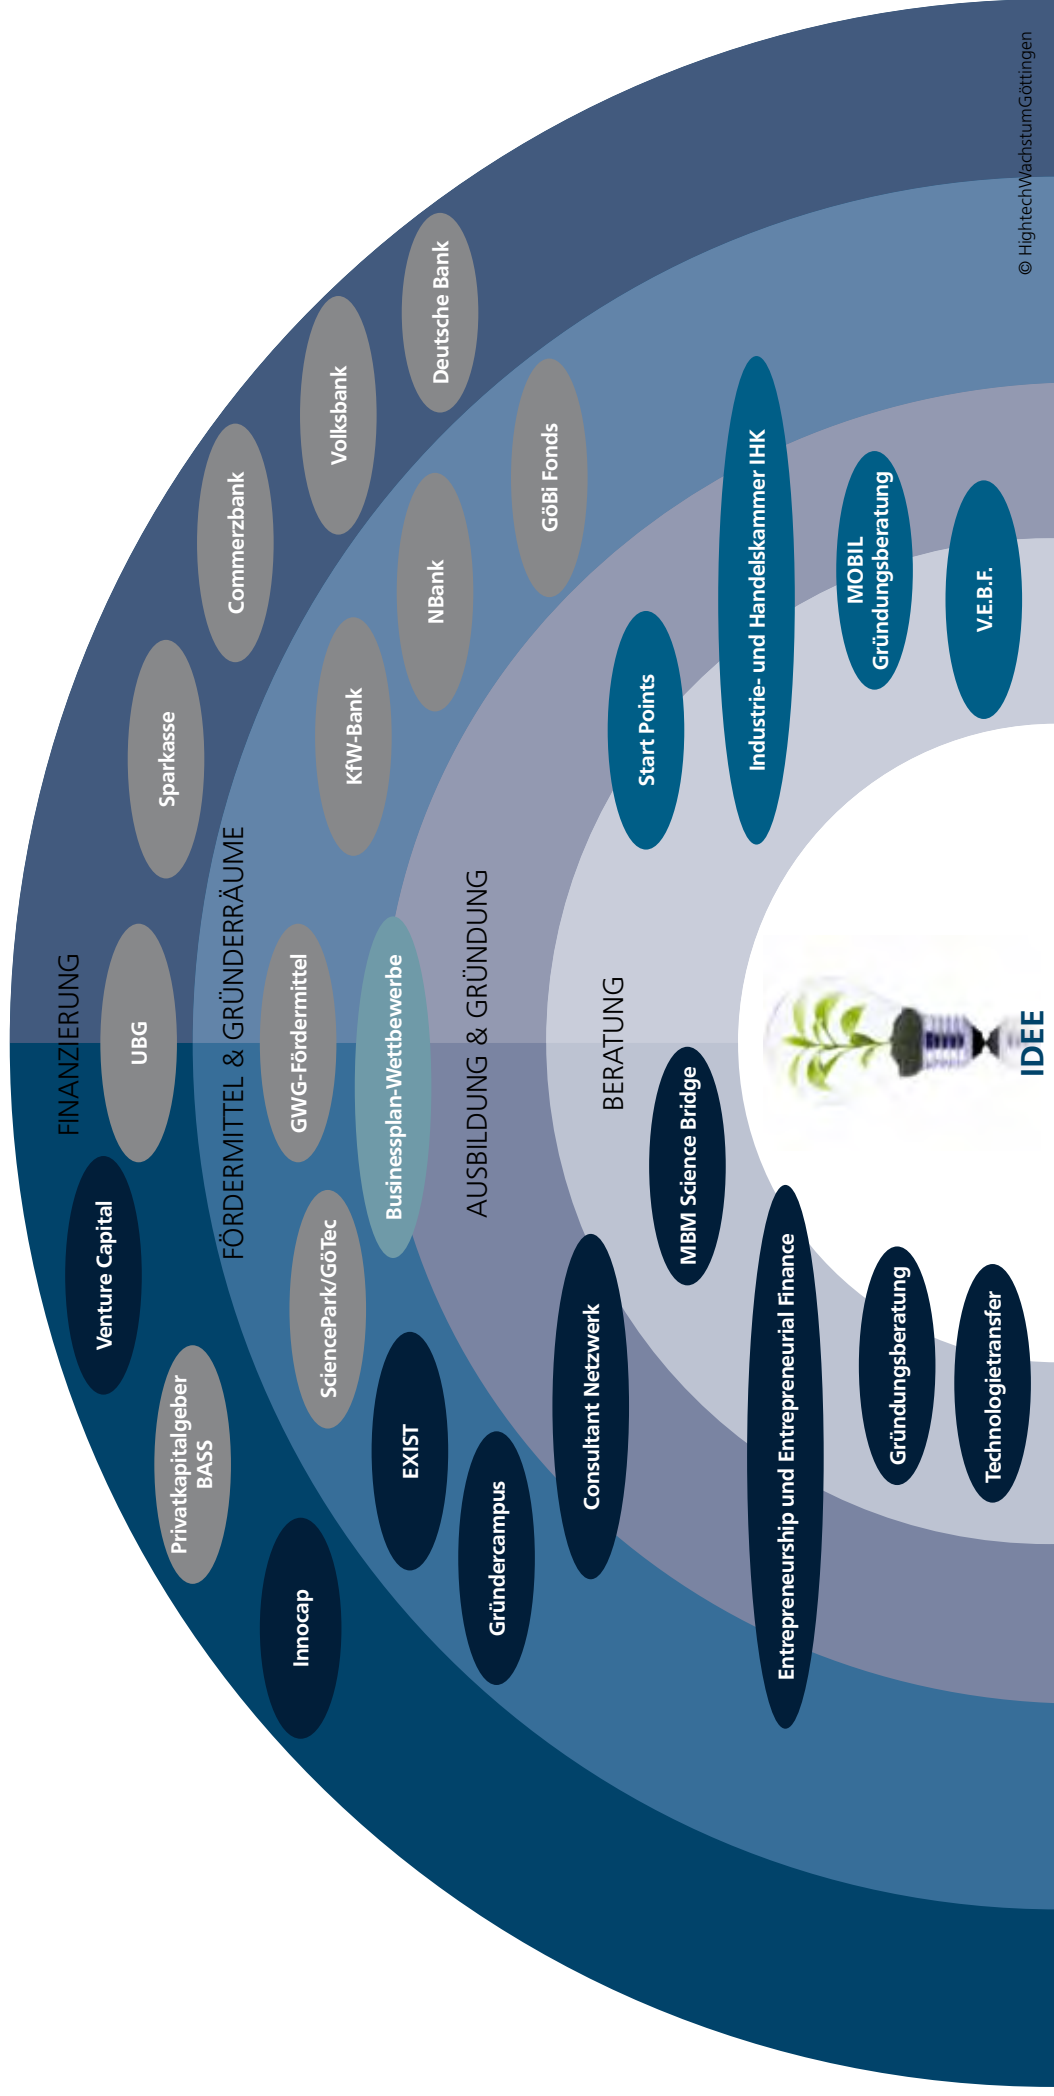 FINANZIERUNG
Venture Capital
UBG
Sparkasse
Privatkapitalgeber
BASS
Commerzbank
Innocap
Volksbank
Deutsche Bank
FÖRDERMITTEL & GRÜNDERRÄUME
GWG-Fördermittel
SciencePark/GöTec
KfW-Bank
Businessplan-Wettbewerbe
EXIST
NBank
Gründercampus
GöBi Fonds
AUSBILDUNG & GRÜNDUNG
Consultant Netzwerk
BERATUNG
Start Points
MBM Science Bridge
Industrie- und Handelskammer IHK
Entrepreneurship und Entrepreneurial Finance
MOBIL
Gründungsberatung
Gründungsberatung
V.E.B.F.
Technologietransfer
IDEE
© HightechWachstumGöttingen